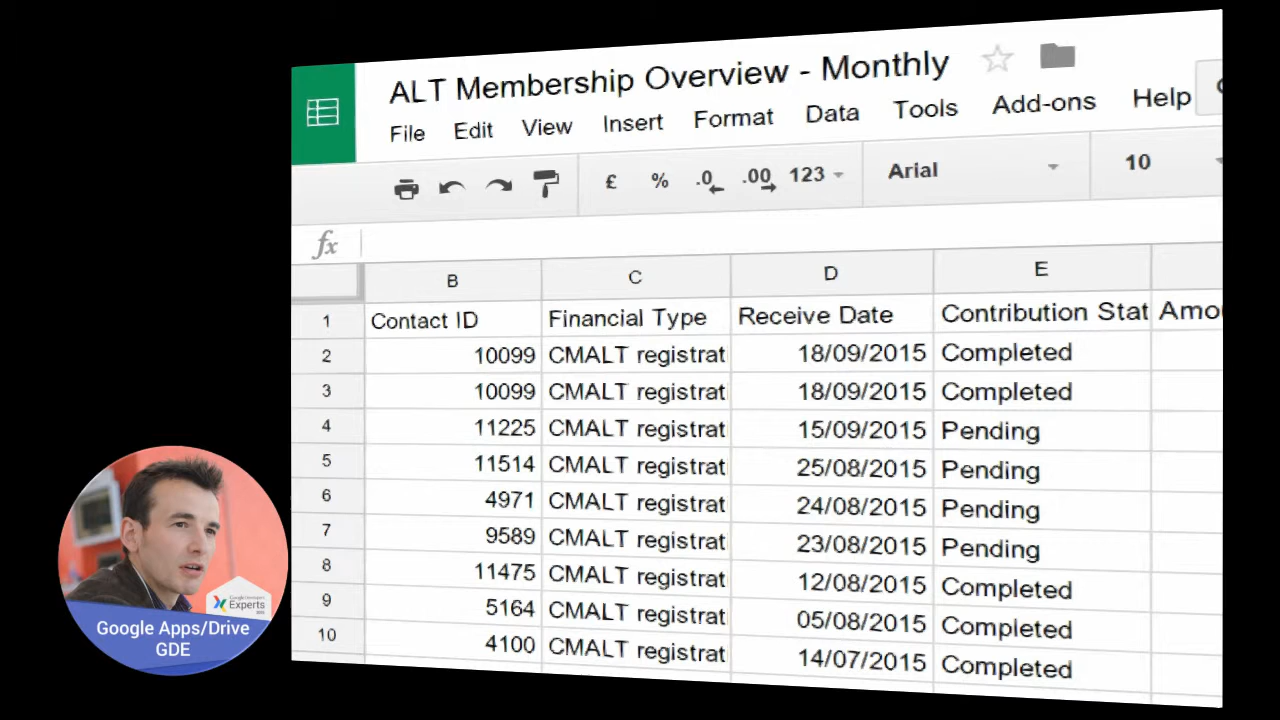 ALT Membership Overview - Monthly
File Edit View Insert Format Data Tools Add-ons Help
£ % .0 .00 123 Arial 10
fx
B C D E
1 Contact ID Financial Type Receive Date Contribution Stat Amou
2 10099 CMALT registrat 18/09/2015 Completed
3 10099 CMALT registrat 18/09/2015 Completed
4 11225 CMALT registrat 15/09/2015 Pending
5 11514 CMALT registrat 25/08/2015 Pending
6 4971 CMALT registrat 24/08/2015 Pending
7 9589 CMALT registrat 23/08/2015 Pending
8 11475 CMALT registrat 12/08/2015 Completed
9 5164 CMALT registrat 05/08/2015 Completed
10 4100 CMALT registrat 14/07/2015 Completed
Google Developers
Experts
Google Apps/Drive
GDE